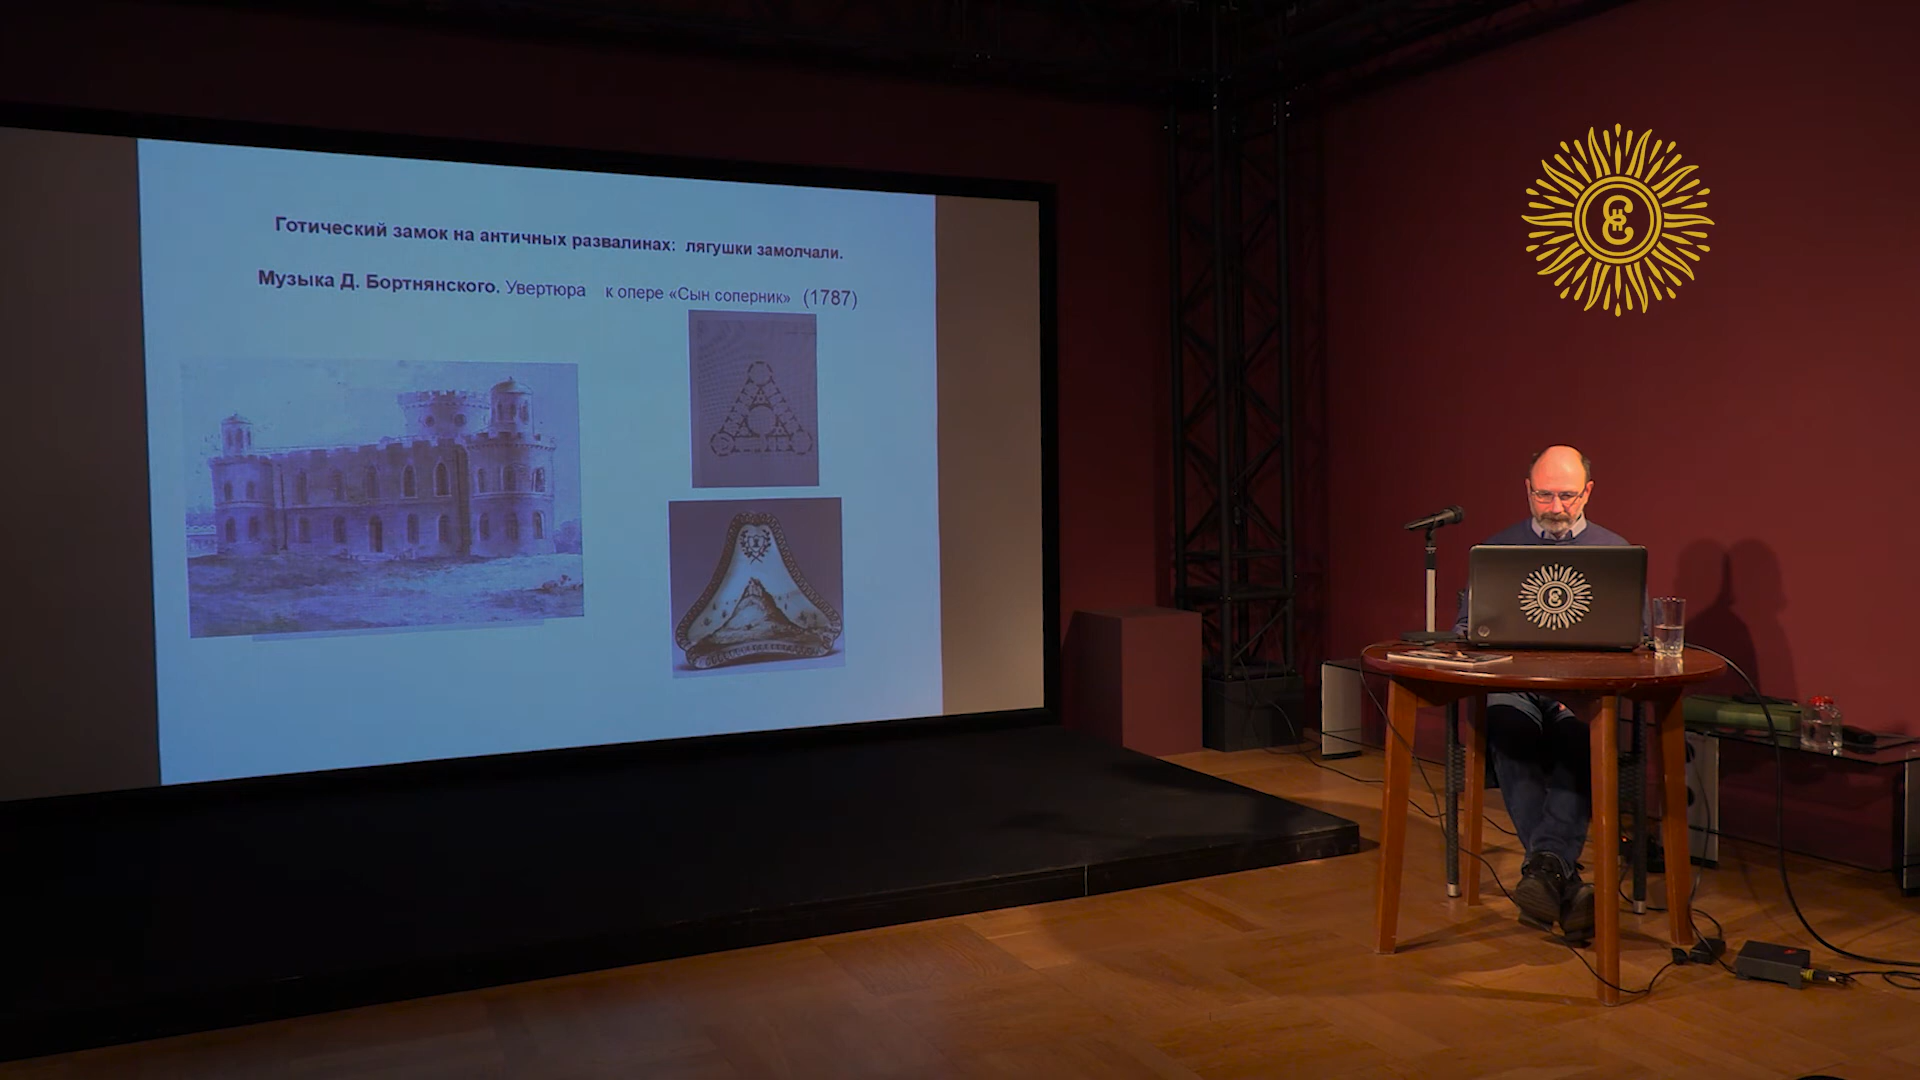 Готический замок на античных развалинах: лягушки замолчали.
Музыка Д. Бортнянского. Увертюра к опере «Сын соперник» (1787)